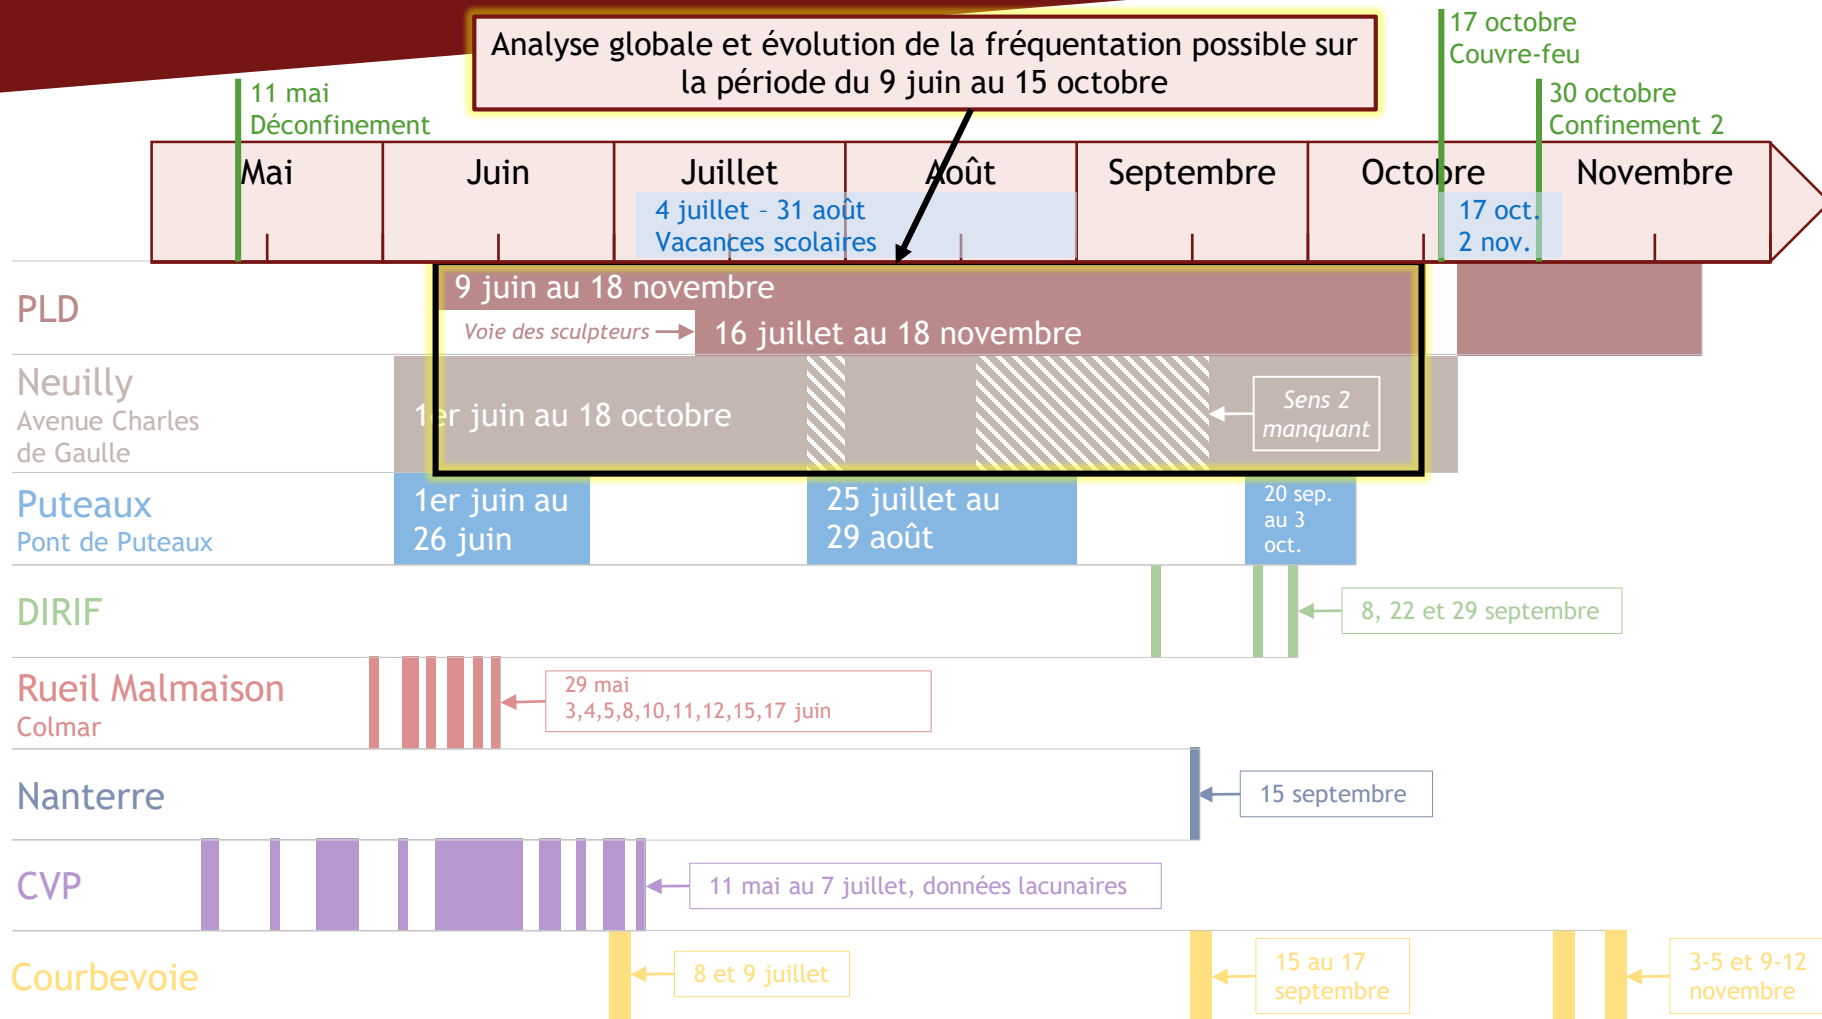 Analyse globale et évolution de la fréquentation possible sur
la période du 9 juin au 15 octobre
17 octobre
Couvre-feu
11 mai
Déconfinement
30 octobre
Confinement 2
Mai
Juin
Juillet
Août
Septembre
Octobre
Novembre
4 juillet – 31 août
Vacances scolaires
17 oct.
2 nov.
PLD
9 juin au 18 novembre
Voie des sculpteurs
16 juillet au 18 novembre
Neuilly
Avenue Charles
de Gaulle
1er juin au 18 octobre
Sens 2
manquant
Puteaux
Pont de Puteaux
1er juin au
26 juin
25 juillet au
29 août
20 sep.
au 3
oct.
DIRIF
8, 22 et 29 septembre
Rueil Malmaison
Colmar
29 mai
3,4,5,8,10,11,12,15,17 juin
Nanterre
15 septembre
CVP
11 mai au 7 juillet, données lacunaires
Courbevoie
8 et 9 juillet
15 au 17
septembre
3-5 et 9-12
novembre